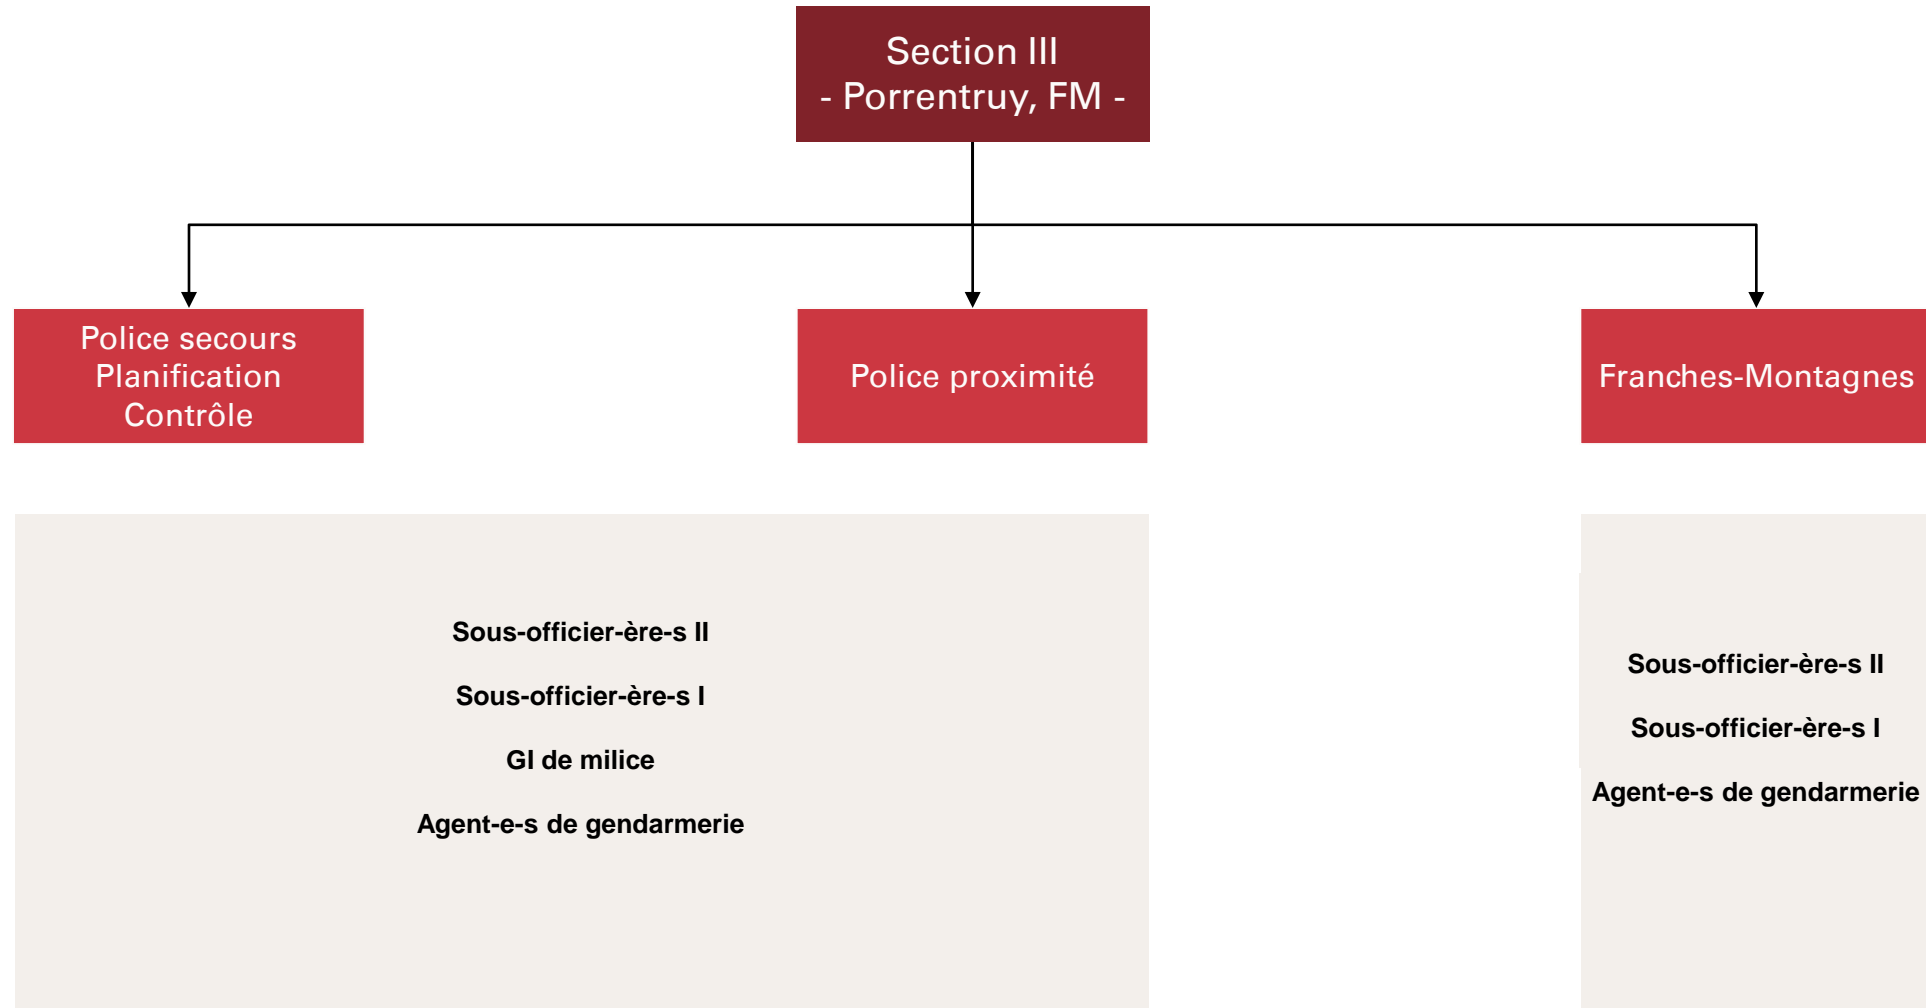 Section III
- Porrentruy, FM -
Police secours
Planification
Contrôle
Police proximité
Franches-Montagnes
Sous-officier-ère-s II
Sous-officier-ère-s I
GI de milice
Agent-e-s de gendarmerie
Sous-officier-ère-s II
Sous-officier-ère-s I
Agent-e-s de gendarmerie